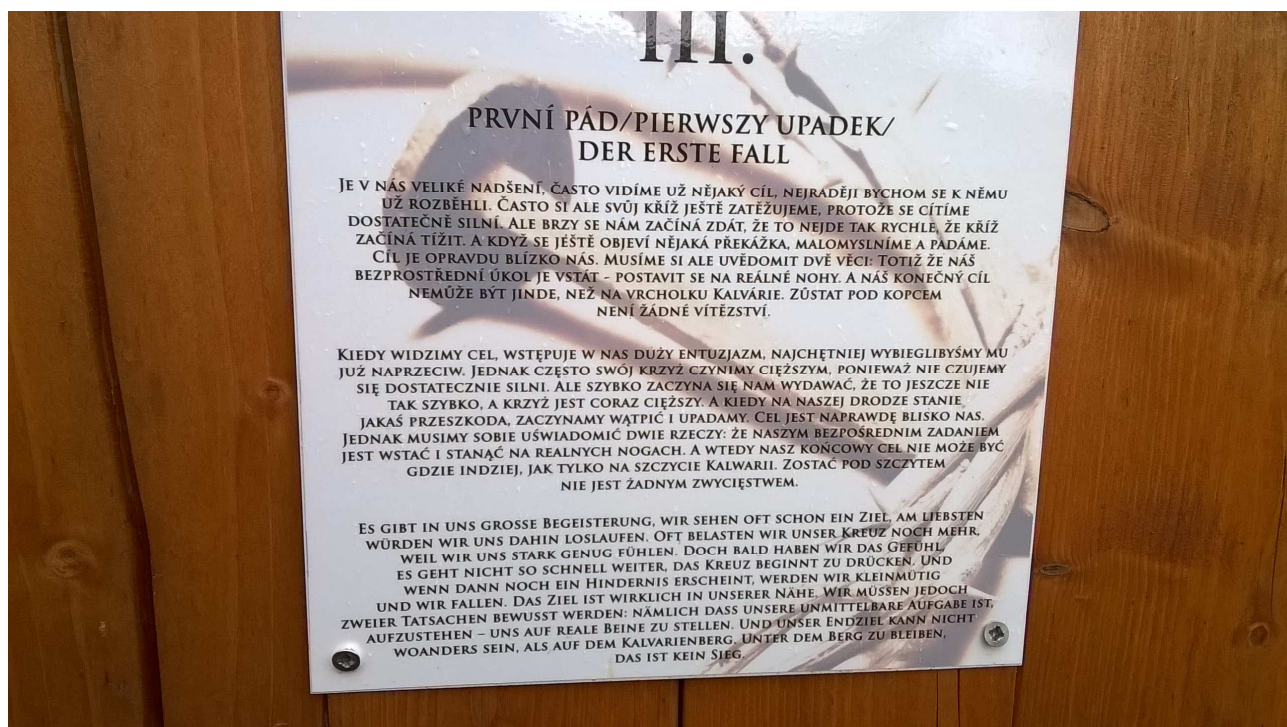 III.
PRVNÍ PÁD/PIERWSZY UPADEK/
DER ERSTE FALL
JE V NÁS VELIKÉ NADŠENÍ, ČASTO VIDÍME UŽ NĚJAKÝ CÍL, NEJRADĚJI BYCHOM SE K NĚMU
UŽ ROZBĚHLI. ČASTO SI ALE SVŮJ KŘÍŽ JEŠTĚ ZATĚŽUJEME, PROTOŽE SE CÍTÍME
DOSTATEČNĚ SILNÍ. ALE BRZY SE NÁM ZAČÍNÁ ZDÁT, ŽE TO NEJDE TAK RYCHLE, ŽE KŘÍŽ
ZAČÍNÁ TÍŽIT. A KDYŽ SE JEŠTĚ OBJEVÍ NĚJAKÁ PŘEKÁŽKA, MALOMYSLNÍME A PADÁME.
CÍL JE OPRAVDU BLÍZKO NÁS. MUSÍME SI ALE UVĚDOMIT DVĚ VĚCI: TOTIŽ ŽE NÁŠ
BEZPROSTŘEDNÍ ÚKOL JE VSTÁT - POSTAVIT SE NA REÁLNÉ NOHY. A NÁŠ KONEČNÝ CÍL
NEMŮŽE BÝT JINDE, NEŽ NA VRCHOLKU KALVÁRIE. ZŮSTAT POD KOPCEM
NENÍ ŽÁDNÉ VÍTĚZSTVÍ.
KIEDY WIDZIMY CEL, WSTĘPUJE W NAS DUŻY ENTUZJAZM, NAJCHĘTNIEJ WYBIEGLIBYŚMY MU
JUŻ NAPRZECIW. JEDNAK CZĘSTO SWÓJ KRZYŻ CZYNIMY CIĘŻSZYM, PONIEWAŻ NIE CZUJEMY
SIĘ DOSTATECZNIE SILNI. ALE SZYBKO ZACZYNA SIĘ NAM WYDAWAĆ, ŻE TO JESZCZE NIE
TAK SZYBKO, A KRZYŻ JEST CORAZ CIĘŻSZY. A KIEDY NA NASZEJ DRODZE STANIE
JAKAŚ PRZESZKODA, ZACZYNAMY WĄTPIĆ I UPADAMY. CEL JEST NAPRAWDĘ BLISKO NAS.
JEDNAK MUSIMY SOBIE UŚWIADOMIĆ DWIE RZECZY: ŻE NASZYM BEZPOŚREDNIM ZADANIEM
JEST WSTAĆ I STANĄĆ NA REALNYCH NOGACH. A WTEDY NASZ KOŃCOWY CEL NIE MOŻE BYĆ
GDZIE INDZIEJ, JAK TYLKO NA SZCZYCIE KALWARII. ZOSTAĆ POD SZCZYTEM
NIE JEST ŻADNYM ZWYCIĘSTWEM.
ES GIBT IN UNS GROSSE BEGEISTERUNG, WIR SEHEN OFT SCHON EIN ZIEL, AM LIEBSTEN
WÜRDEN WIR UNS DAHIN LOSLAUFEN. OFT BELASTEN WIR UNSER KREUZ NOCH MEHR,
WEIL WIR UNS STARK GENUG FÜHLEN. DOCH BALD HABEN WIR DAS GEFÜHL,
ES GEHT NICHT SO SCHNELL WEITER, DAS KREUZ BEGINNT ZU DRÜCKEN. UND
WENN DANN NOCH EIN HINDERNIS ERSCHEINT, WERDEN WIR KLEINMÜTIG
UND WIR FALLEN. DAS ZIEL IST WIRKLICH IN UNSERER NÄHE. WIR MÜSSEN JEDOCH
ZWEIER TATSACHEN BEWUSST WERDEN: NÄMLICH DASS UNSERE UNMITTELBARE AUFGABE IST,
AUFZUSTEHEN – UNS AUF REALE BEINE ZU STELLEN. UND UNSER ENDZIEL KANN NICHT
WOANDERS SEIN, ALS AUF DEM KALVARIENBERG. UNTER DEM BERG ZU BLEIBEN,
DAS IST KEIN SIEG.